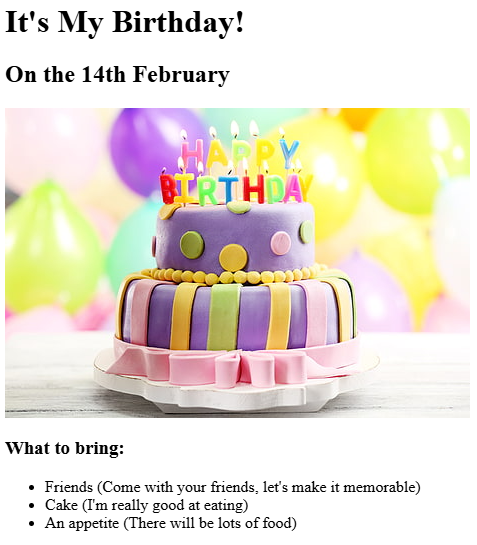 It's My Birthday!
On the 14th February
HAPPY
BIRTHDAY
What to bring:
Friends (Come with your friends, let's make it memorable)
Cake (I'm really good at eating)
An appetite (There will be lots of food)